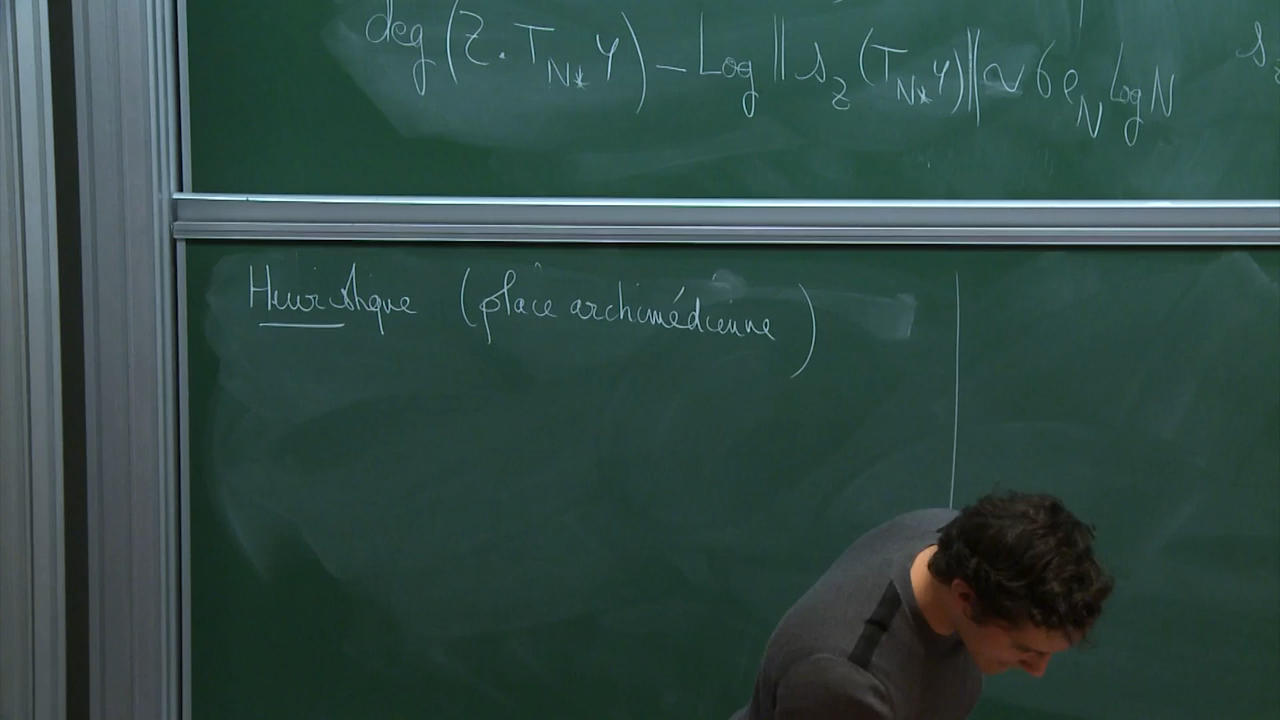 deg(Z.T_{N*}Y) - Log||s_Z(T_{N*}Y)|| ~ 6 e_N log N
Heuristique (place archimédienne)